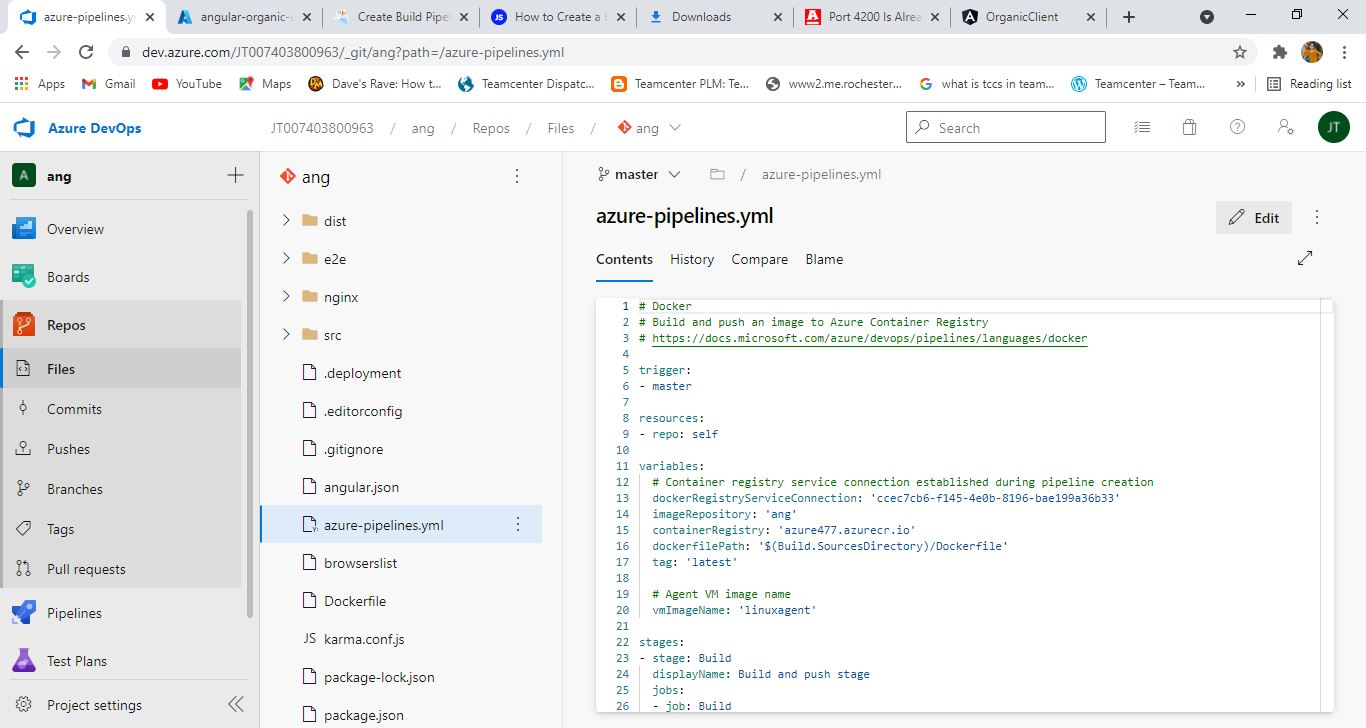 azure-pipelines.y
angular-organic-c
Create Build Pipel
How to Create a B
Downloads
Port 4200 Is Alrea
OrganicClient
dev.azure.com/JT007403800963/_git/ang?path=/azure-pipelines.yml
Apps Gmail YouTube Maps Dave's Rave: How t... Teamcenter Dispatc... Teamcenter PLM: Te... www2.me.rochester... what is tccs in team... Teamcenter – Team... » Reading list
Azure DevOps JT007403800963 / ang / Repos / Files / ang Search JT
A ang
Overview
Boards
Repos
Files
Commits
Pushes
Branches
Tags
Pull requests
Pipelines
Test Plans
Project settings
ang
dist
e2e
nginx
src
.deployment
.editorconfig
.gitignore
angular.json
azure-pipelines.yml
browserslist
Dockerfile
JS karma.conf.js
package-lock.json
package.json
master / azure-pipelines.yml
azure-pipelines.yml Edit
Contents History Compare Blame
1 # Docker
2 # Build and push an image to Azure Container Registry
3 # https://docs.microsoft.com/azure/devops/pipelines/languages/docker
4
5 trigger:
6 - master
7
8 resources:
9 - repo: self
10
11 variables:
12 # Container registry service connection established during pipeline creation
13 dockerRegistryServiceConnection: 'ccec7cb6-f145-4e0b-8196-bae199a36b33'
14 imageRepository: 'ang'
15 containerRegistry: 'azure477.azurecr.io'
16 dockerfilePath: '$(Build.SourcesDirectory)/Dockerfile'
17 tag: 'latest'
18
19 # Agent VM image name
20 vmImageName: 'linuxagent'
21
22 stages:
23 - stage: Build
24 displayName: Build and push stage
25 jobs:
26 - job: Build